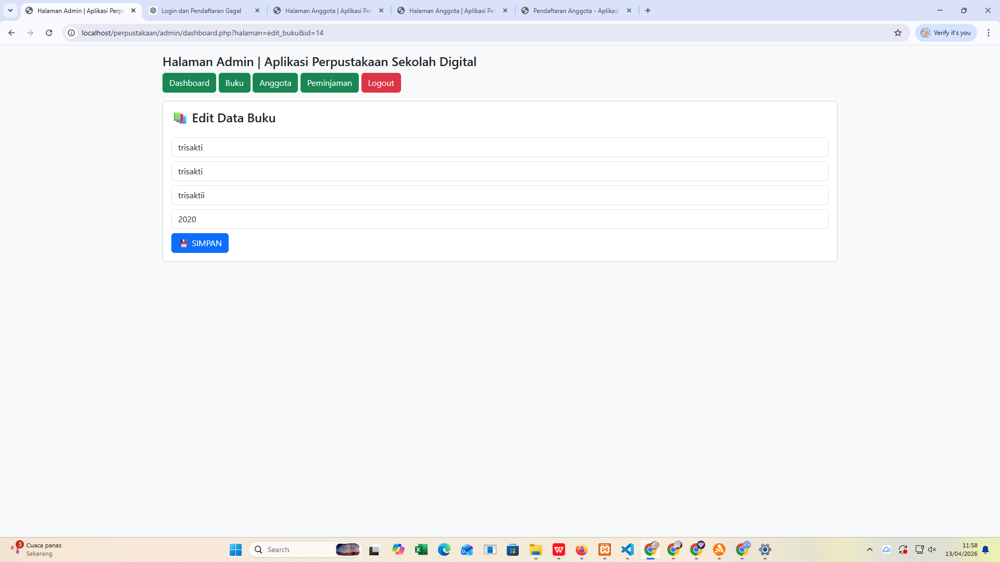 Halaman Admin | Aplikasi Perpu
Login dan Pendaftaran Gagal
Halaman Anggota | Aplikasi Per
Halaman Anggota | Aplikasi Per
Pendaftaran Anggota - Aplikasi
localhost/perpustakaan/admin/dashboard.php?halaman=edit_buku&id=14
Verify it's you
Halaman Admin | Aplikasi Perpustakaan Sekolah Digital
Dashboard
Buku
Anggota
Peminjaman
Logout
Edit Data Buku
trisakti
trisakti
trisaktii
2020
SIMPAN
3
Cuaca panas
Sekarang
Search
11:58
13/04/2026